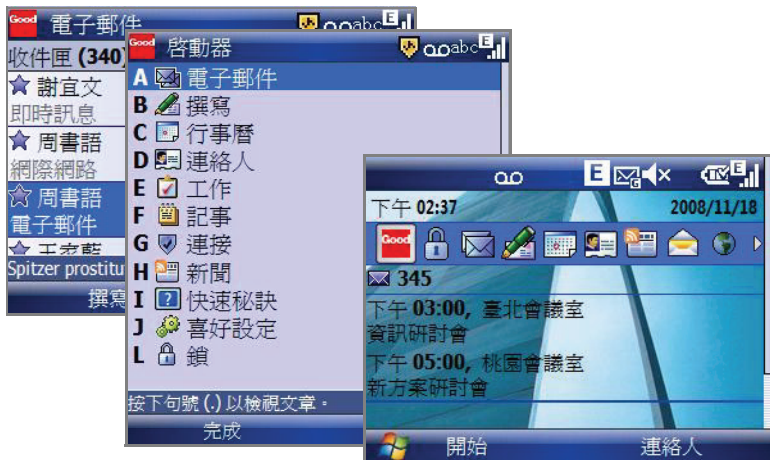 Good 電子郵件
abc E
收件匣 (340)
謝宜文
即時訊息
周書語
網際網路
周書語
電子郵件
Spitzer prostitu
撰寫
Good 啓動器
abc E
A 電子郵件
B 撰寫
C 行事曆
D 連絡人
E 工作
F 記事
G 連接
H 新聞
I 快速秘訣
J 喜好設定
L 鎖
按下句號 (.) 以檢視文章。
完成
E G E
下午 02:37 2008/11/18
Good
345
下午 03:00, 臺北會議室
資訊研討會
下午 05:00, 桃園會議室
新方案研討會
開始 連絡人